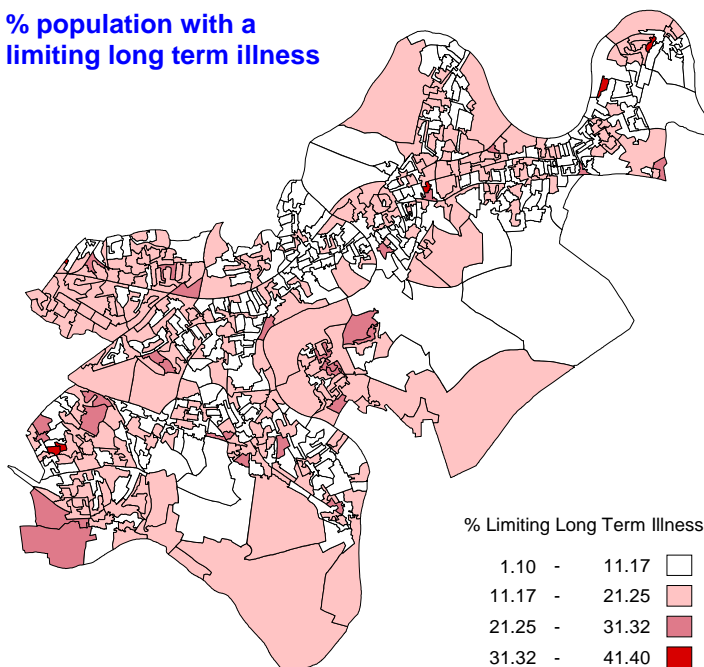 % population with a
limiting long term illness
% Limiting Long Term Illness
1.10 - 11.17
11.17 - 21.25
21.25 - 31.32
31.32 - 41.40